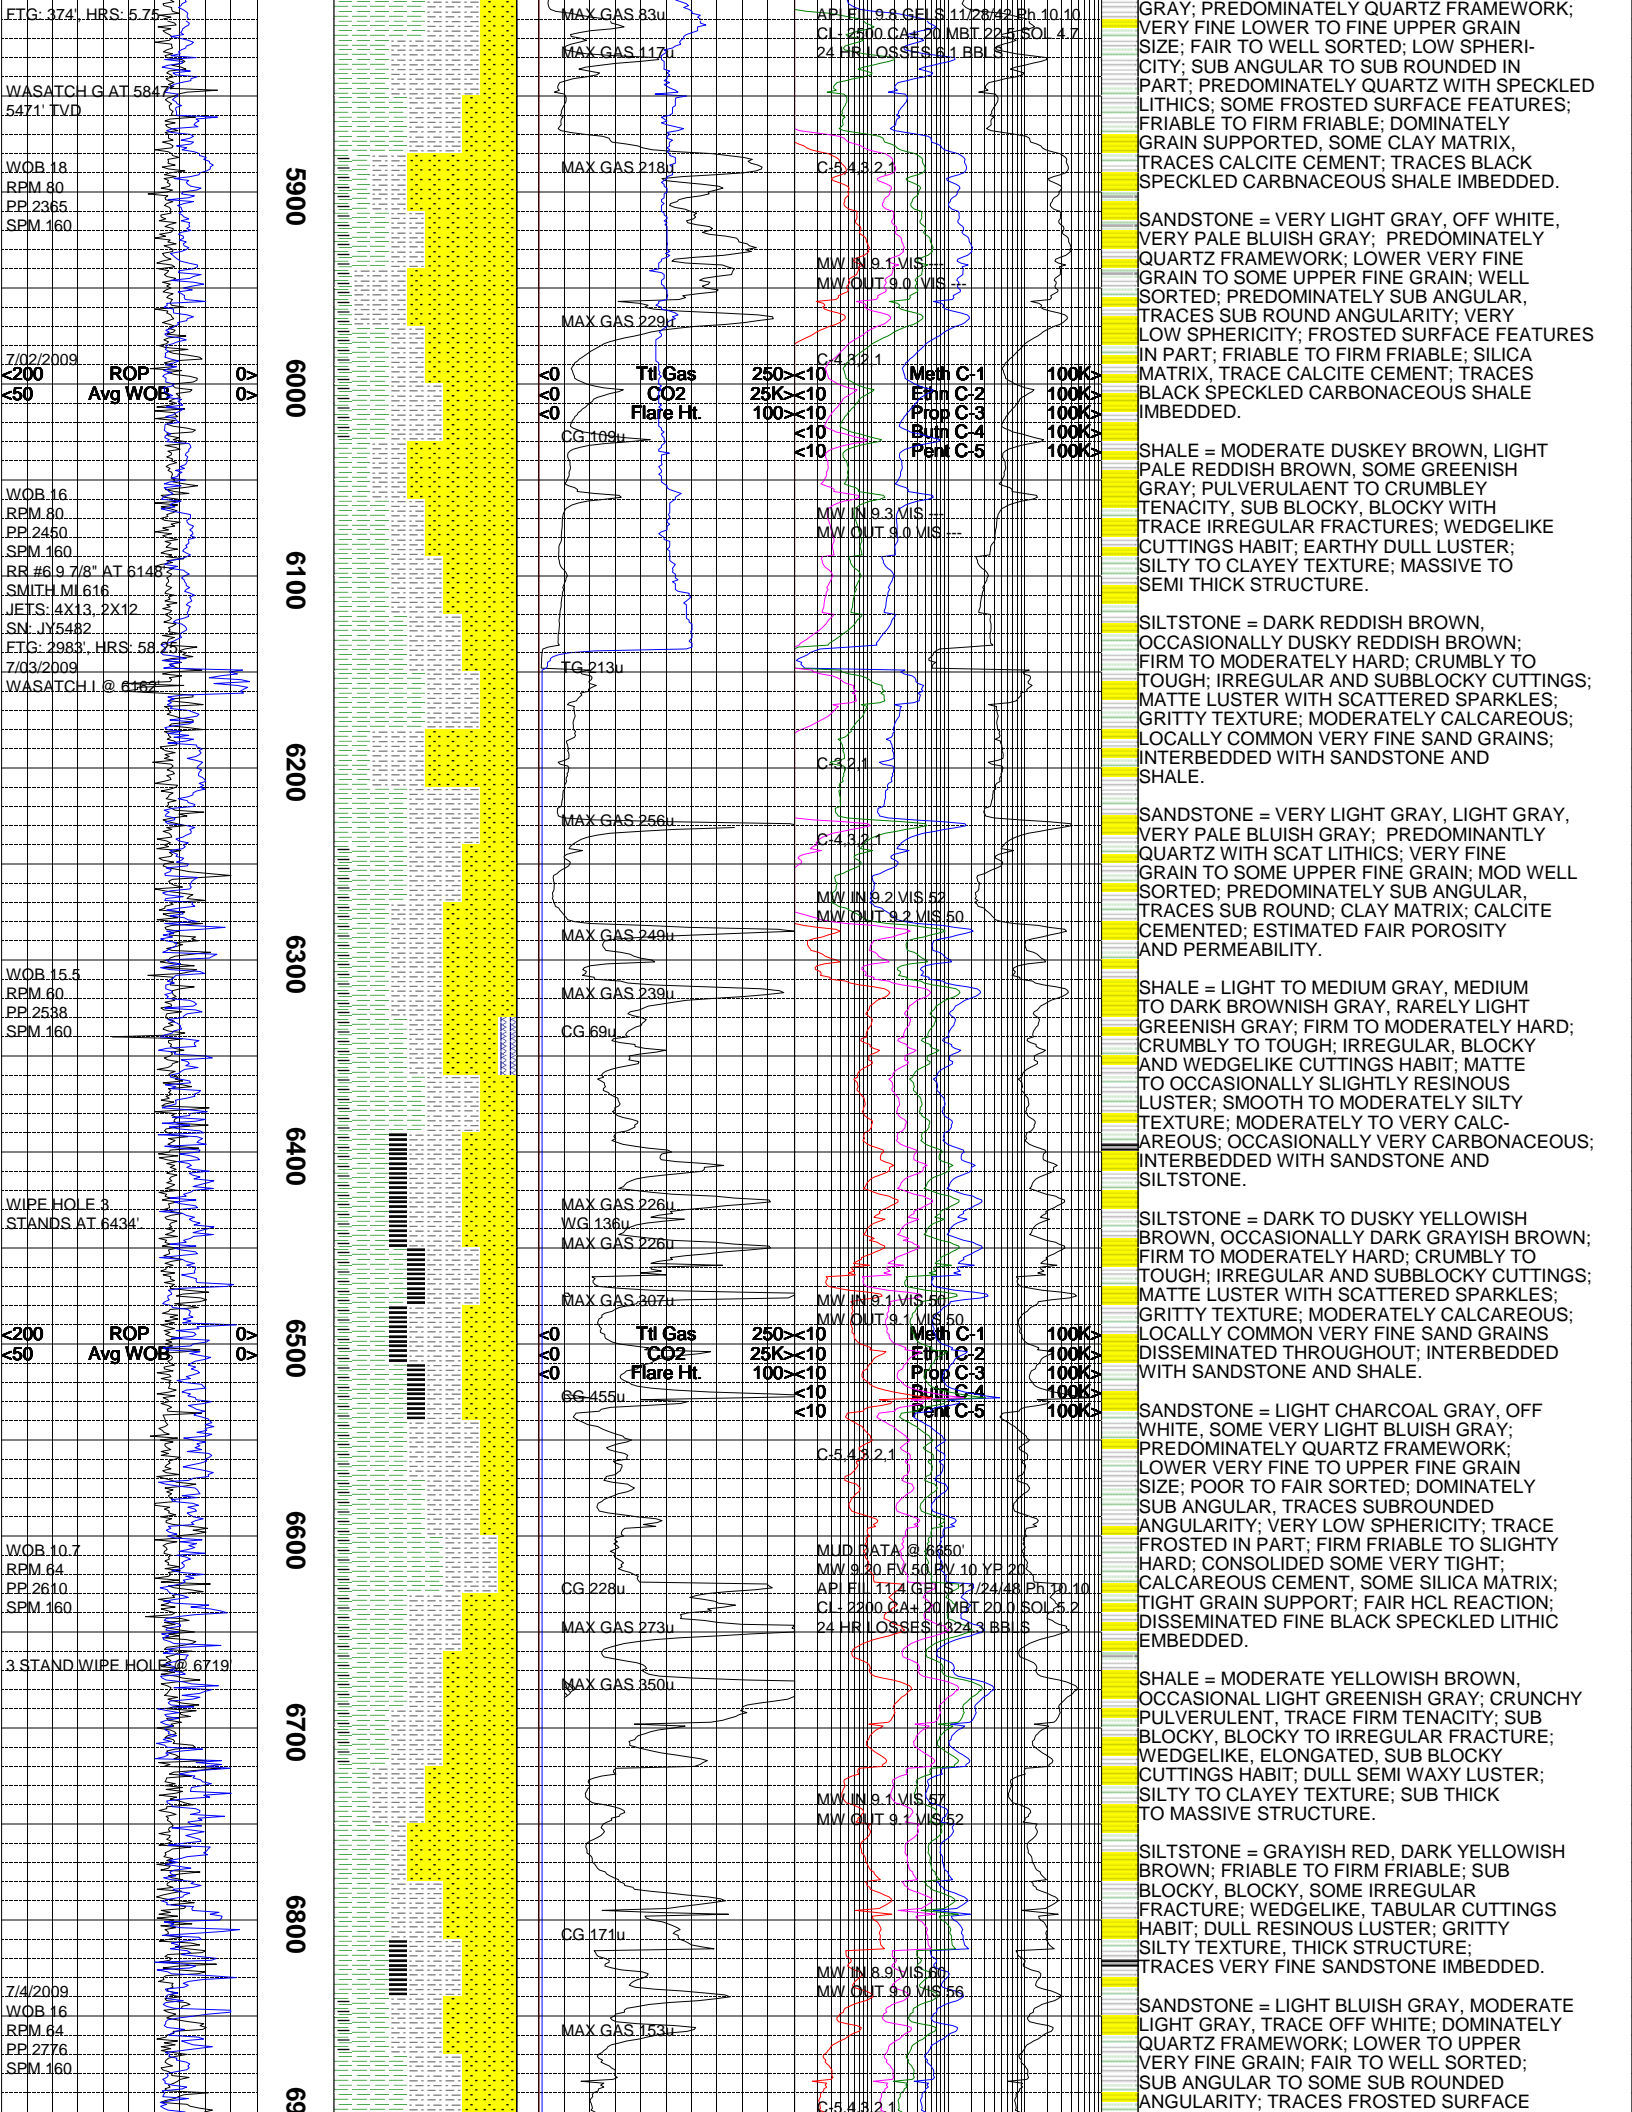 FTG: 374', HRS: 5.75
WASATCH G AT 5847'
5471' TVD
WOB 18
RPM 80
PP 2365
SPM 160
7/02/2009
<200 ROP 0>
<50 Avg WOB 0>
WOB 16
RPM 80
PP 2450
SPM 160
RR #6 9 7/8" AT 6148'
SMITH MI 616
JETS: 4X13, 2X12
SN: JY5482
FTG: 2983', HRS: 58.25
7/03/2009
WASATCH I @ 6162'
WOB 15.5
RPM 60
PP 2538
SPM 160
WIPE HOLE 3
STANDS AT 6434'.
<200 ROP 0>
<50 Avg WOB 0>
WOB 10.7
RPM 64
PP 2610
SPM 160
3 STAND WIPE HOLE @ 6719'
7/4/2009
WOB 16
RPM 64
PP 2776
SPM 160
5900
6000
6100
6200
6300
6400
6500
6600
6700
6800
69
MAX GAS 83u
MAX GAS 117u
MAX GAS 218u
MAX GAS 229u
<0 Ttl Gas 250>
<0 CO2 25K>
<0 Flare Ht. 100>
CG 109u
TG 213u
MAX GAS 256u
MAX GAS 249u
MAX GAS 239u
CG 69u
MAX GAS 226u
WG 136u
MAX GAS 226u
MAX GAS 307u
<0 Ttl Gas 250>
<0 CO2 25K>
<0 Flare Ht. 100>
CG 455u
CG 228u
MAX GAS 273u
MAX GAS 350u
CG 171u
MAX GAS 153u
API FIL 9.8 GELS 11/28/42 Ph 10.10
CL- 2500 CA+ 20 MBT 22.5 SOL 4.7
24 HR LOSSES 6.1 BBLS
C-5,4,3,2,1
MW IN 9.1 VIS ---
MW OUT 9.0 VIS ---
C-4,3,2,1
<10 Meth C-1 100K>
<10 Ethn C-2 100K>
<10 Prop C-3 100K>
<10 Butn C-4 100K>
<10 Pent C-5 100K>
MW IN 9.3 VIS ---
MW OUT 9.0 VIS ---
C-3,2,1
C-4,3,2,1
MW IN 9.2 VIS 52
MW OUT 9.2 VIS 50
MW IN 9.1 VIS 50
MW OUT 9.1 VIS 50
<10 Meth C-1 100K>
<10 Ethn C-2 100K>
<10 Prop C-3 100K>
<10 Butn C-4 100K>
<10 Pent C-5 100K>
C-5,4,3,2,1
MUD DATA @ 6650'
MW 9.20 FV 50 PV 10 YP 20
API FIL 11.4 GELS 11/24/48 Ph 10.10
CL- 2200 CA+ 20 MBT 20.0 SOL 5.2
24 HR LOSSES 1324.3 BBLS
MW IN 9.1 VIS 57
MW OUT 9.1 VIS 52
MW IN 8.9 VIS 60
MW OUT 9.0 VIS 56
C-5,4,3,2,1
GRAY; PREDOMINATELY QUARTZ FRAMEWORK;
VERY FINE LOWER TO FINE UPPER GRAIN
SIZE; FAIR TO WELL SORTED; LOW SPHERI-
CITY; SUB ANGULAR TO SUB ROUNDED IN
PART; PREDOMINATELY QUARTZ WITH SPECKLED
LITHICS; SOME FROSTED SURFACE FEATURES;
FRIABLE TO FIRM FRIABLE; DOMINATELY
GRAIN SUPPORTED, SOME CLAY MATRIX,
TRACES CALCITE CEMENT; TRACES BLACK
SPECKLED CARBNACEOUS SHALE IMBEDDED.
SANDSTONE = VERY LIGHT GRAY, OFF WHITE,
VERY PALE BLUISH GRAY; PREDOMINATELY
QUARTZ FRAMEWORK; LOWER VERY FINE
GRAIN TO SOME UPPER FINE GRAIN; WELL
SORTED; PREDOMINATELY SUB ANGULAR,
TRACES SUB ROUND ANGULARITY; VERY
LOW SPHERICITY; FROSTED SURFACE FEATURES
IN PART; FRIABLE TO FIRM FRIABLE; SILICA
MATRIX, TRACE CALCITE CEMENT; TRACES
BLACK SPECKLED CARBONACEOUS SHALE
IMBEDDED.
SHALE = MODERATE DUSKEY BROWN, LIGHT
PALE REDDISH BROWN, SOME GREENISH
GRAY; PULVERULAENT TO CRUMBLEY
TENACITY, SUB BLOCKY, BLOCKY WITH
TRACE IRREGULAR FRACTURES; WEDGELIKE
CUTTINGS HABIT; EARTHY DULL LUSTER;
SILTY TO CLAYEY TEXTURE; MASSIVE TO
SEMI THICK STRUCTURE.
SILTSTONE = DARK REDDISH BROWN,
OCCASIONALLY DUSKY REDDISH BROWN;
FIRM TO MODERATELY HARD; CRUMBLY TO
TOUGH; IRREGULAR AND SUBBLOCKY CUTTINGS;
MATTE LUSTER WITH SCATTERED SPARKLES;
GRITTY TEXTURE; MODERATELY CALCAREOUS;
LOCALLY COMMON VERY FINE SAND GRAINS;
INTERBEDDED WITH SANDSTONE AND
SHALE.
SANDSTONE = VERY LIGHT GRAY, LIGHT GRAY,
VERY PALE BLUISH GRAY; PREDOMINANTLY
QUARTZ WITH SCAT LITHICS; VERY FINE
GRAIN TO SOME UPPER FINE GRAIN; MOD WELL
SORTED; PREDOMINATELY SUB ANGULAR,
TRACES SUB ROUND; CLAY MATRIX; CALCITE
CEMENTED; ESTIMATED FAIR POROSITY
AND PERMEABILITY.
SHALE = LIGHT TO MEDIUM GRAY, MEDIUM
TO DARK BROWNISH GRAY, RARELY LIGHT
GREENISH GRAY; FIRM TO MODERATELY HARD;
CRUMBLY TO TOUGH; IRREGULAR, BLOCKY
AND WEDGELIKE CUTTINGS HABIT; MATTE
TO OCCASIONALLY SLIGHTLY RESINOUS
LUSTER; SMOOTH TO MODERATELY SILTY
TEXTURE; MODERATELY TO VERY CALC-
AREOUS; OCCASIONALLY VERY CARBONACEOUS;
INTERBEDDED WITH SANDSTONE AND
SILTSTONE.
SILTSTONE = DARK TO DUSKY YELLOWISH
BROWN, OCCASIONALLY DARK GRAYISH BROWN;
FIRM TO MODERATELY HARD; CRUMBLY TO
TOUGH; IRREGULAR AND SUBBLOCKY CUTTINGS;
MATTE LUSTER WITH SCATTERED SPARKLES;
GRITTY TEXTURE; MODERATELY CALCAREOUS;
LOCALLY COMMON VERY FINE SAND GRAINS
DISSEMINATED THROUGHOUT; INTERBEDDED
WITH SANDSTONE AND SHALE.
SANDSTONE = LIGHT CHARCOAL GRAY, OFF
WHITE, SOME VERY LIGHT BLUISH GRAY;
PREDOMINATELY QUARTZ FRAMEWORK;
LOWER VERY FINE TO UPPER FINE GRAIN
SIZE; POOR TO FAIR SORTED; DOMINATELY
SUB ANGULAR, TRACES SUBROUNDED
ANGULARITY; VERY LOW SPHERICITY; TRACE
FROSTED IN PART; FIRM FRIABLE TO SLIGHTY
HARD; CONSOLIDED SOME VERY TIGHT;
CALCAREOUS CEMENT, SOME SILICA MATRIX;
TIGHT GRAIN SUPPORT; FAIR HCL REACTION;
DISSEMINATED FINE BLACK SPECKLED LITHIC
EMBEDDED.
SHALE = MODERATE YELLOWISH BROWN,
OCCASIONAL LIGHT GREENISH GRAY; CRUNCHY
PULVERULENT, TRACE FIRM TENACITY; SUB
BLOCKY, BLOCKY TO IRREGULAR FRACTURE;
WEDGELIKE, ELONGATED, SUB BLOCKY
CUTTINGS HABIT; DULL SEMI WAXY LUSTER;
SILTY TO CLAYEY TEXTURE; SUB THICK
TO MASSIVE STRUCTURE.
SILTSTONE = GRAYISH RED, DARK YELLOWISH
BROWN; FRIABLE TO FIRM FRIABLE; SUB
BLOCKY, BLOCKY, SOME IRREGULAR
FRACTURE; WEDGELIKE, TABULAR CUTTINGS
HABIT; DULL RESINOUS LUSTER; GRITTY
SILTY TEXTURE, THICK STRUCTURE;
TRACES VERY FINE SANDSTONE IMBEDDED.
SANDSTONE = LIGHT BLUISH GRAY, MODERATE
LIGHT GRAY, TRACE OFF WHITE; DOMINATELY
QUARTZ FRAMEWORK; LOWER TO UPPER
VERY FINE GRAIN; FAIR TO WELL SORTED;
SUB ANGULAR TO SOME SUB ROUNDED
ANGULARITY; TRACES FROSTED SURFACE